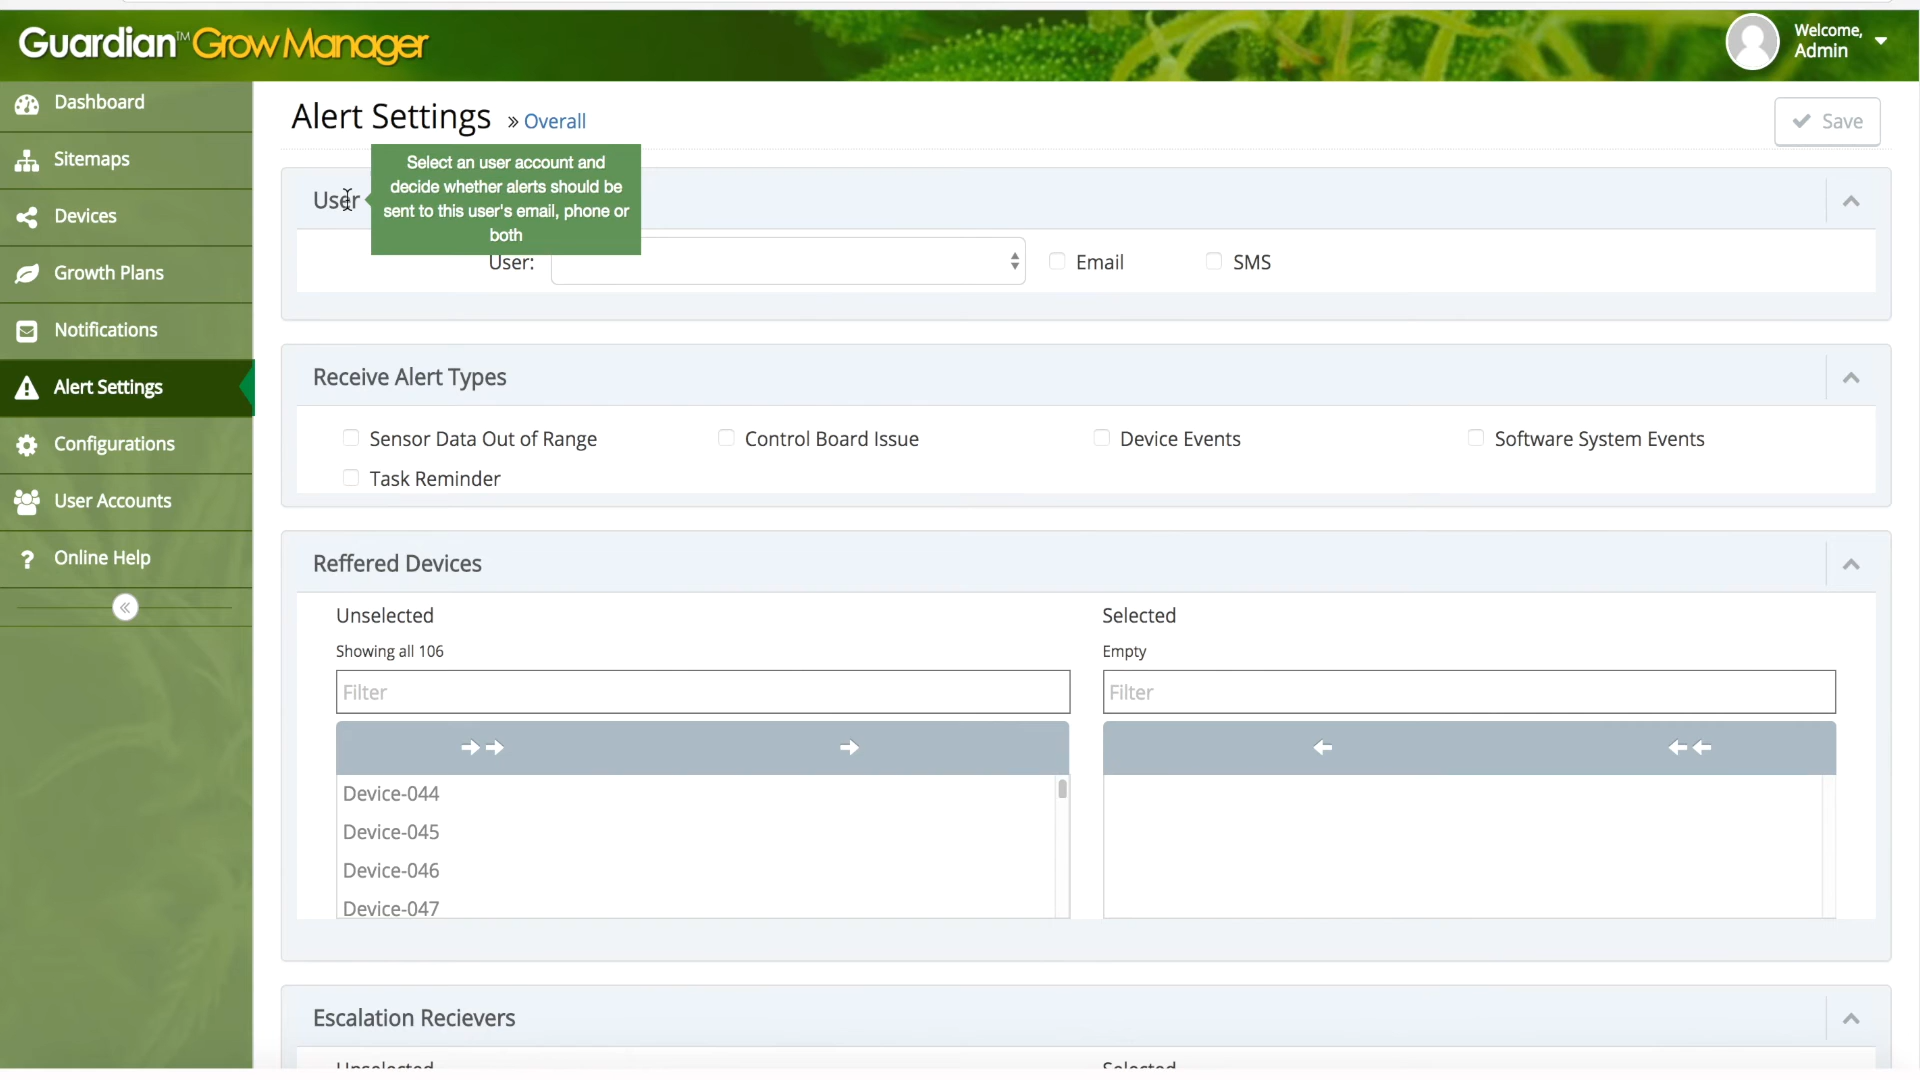 Guardian™ GrowManager
Welcome,
Admin
Dashboard
Sitemaps
Devices
Growth Plans
Notifications
Alert Settings
Configurations
User Accounts
Online Help
Alert Settings » Overall
Save
Select an user account and
decide whether alerts should be
sent to this user's email, phone or
both
User
User:
Email
SMS
Receive Alert Types
Sensor Data Out of Range
Control Board Issue
Device Events
Software System Events
Task Reminder
Reffered Devices
Unselected
Showing all 106
Filter
Device-044
Device-045
Device-046
Device-047
Selected
Empty
Filter
Escalation Recievers
Unselected
Selected